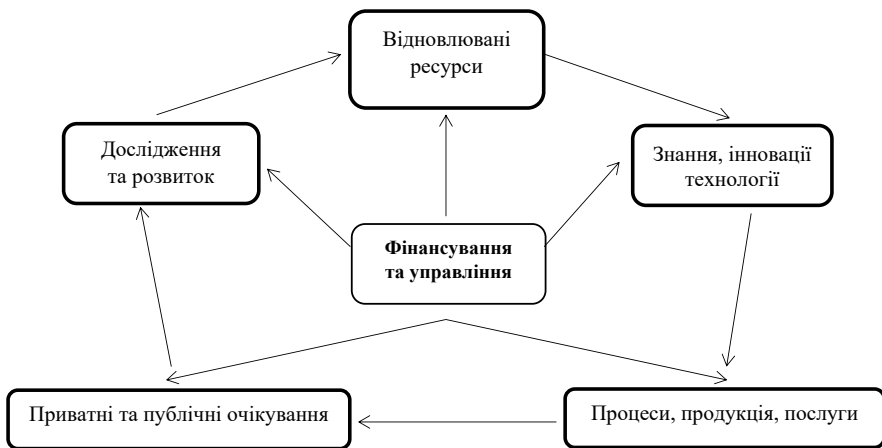 Відновлювані
ресурси
Дослідження
та розвиток
Знання, інновації
технології
Фінансування
та управління
Приватні та публічні очікування
Процеси, продукція, послуги